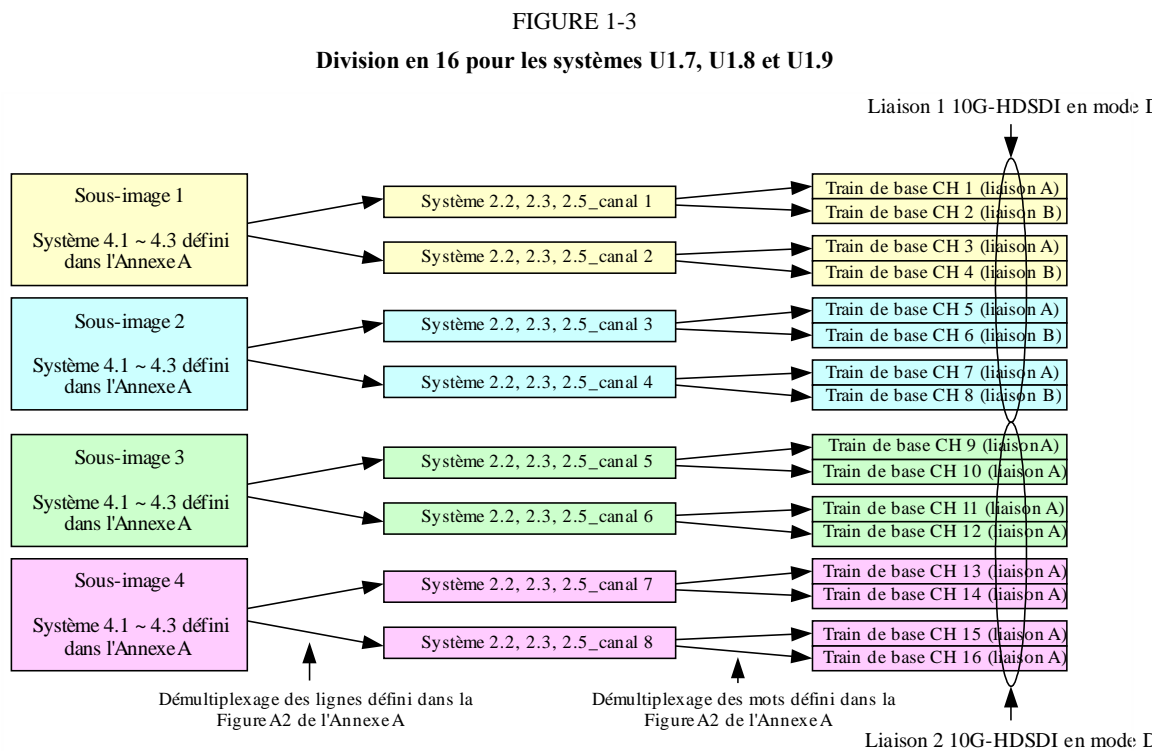 FIGURE 1-3
Division en 16 pour les systèmes U1.7, U1.8 et U1.9
Liaison 1 10G-HDSDI en mode D
Sous-image 1
Système 4.1 ~ 4.3 défini
dans l'Annexe A
Système 2.2, 2.3, 2.5_canal 1
Système 2.2, 2.3, 2.5_canal 2
Train de base CH 1 (liaison A)
Train de base CH 2 (liaison B)
Train de base CH 3 (liaison A)
Train de base CH 4 (liaison B)
Sous-image 2
Système 4.1 ~ 4.3 défini
dans l'Annexe A
Système 2.2, 2.3, 2.5_canal 3
Système 2.2, 2.3, 2.5_canal 4
Train de base CH 5 (liaison A)
Train de base CH 6 (liaison B)
Train de base CH 7 (liaison A)
Train de base CH 8 (liaison B)
Sous-image 3
Système 4.1 ~ 4.3 défini
dans l'Annexe A
Système 2.2, 2.3, 2.5_canal 5
Système 2.2, 2.3, 2.5_canal 6
Train de base CH 9 (liaison A)
Train de base CH 10 (liaison A)
Train de base CH 11 (liaison A)
Train de base CH 12 (liaison A)
Sous-image 4
Système 4.1 ~ 4.3 défini
dans l'Annexe A
Système 2.2, 2.3, 2.5_canal 7
Système 2.2, 2.3, 2.5_canal 8
Train de base CH 13 (liaison A)
Train de base CH 14 (liaison A)
Train de base CH 15 (liaison A)
Train de base CH 16 (liaison A)
Démultiplexage des lignes défini dans la
Figure A2 de l'Annexe A
Démultiplexage des mots défini dans la
Figure A2 de l'Annexe A
Liaison 2 10G-HDSDI en mode D